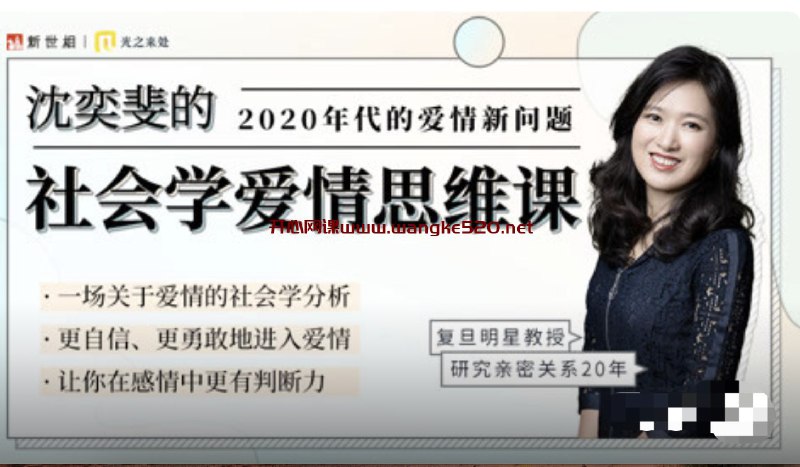 新世相 | 光之来处
沈奕斐的
2020年代的爱情新问题
社会学爱情思维课
开心网课www.wangke520.net
· 一场关于爱情的社会学分析
· 更自信、更勇敢地进入爱情
· 让你在感情中更有判断力
复旦明星教授
研究亲密关系20年